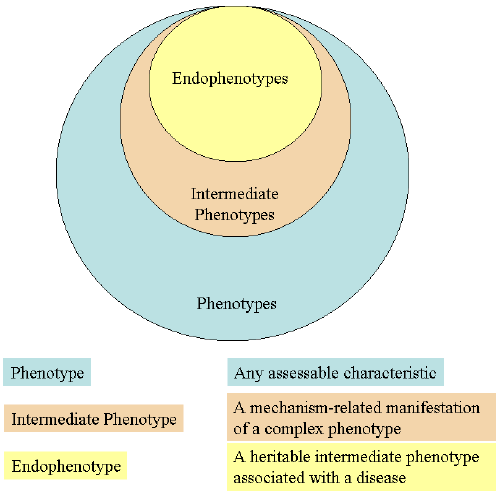 Endophenotypes
Intermediate
Phenotypes
Phenotypes
Phenotype
Any assessable characteristic
Intermediate Phenotype
A mechanism-related manifestation
of a complex phenotype
Endophenotype
A heritable intermediate phenotype
associated with a disease